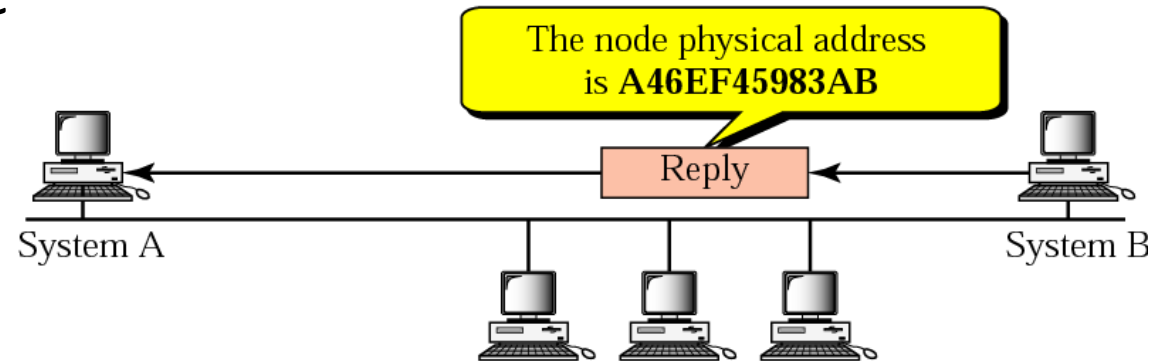 The node physical address
is A46EF45983AB
Reply
System A
System B